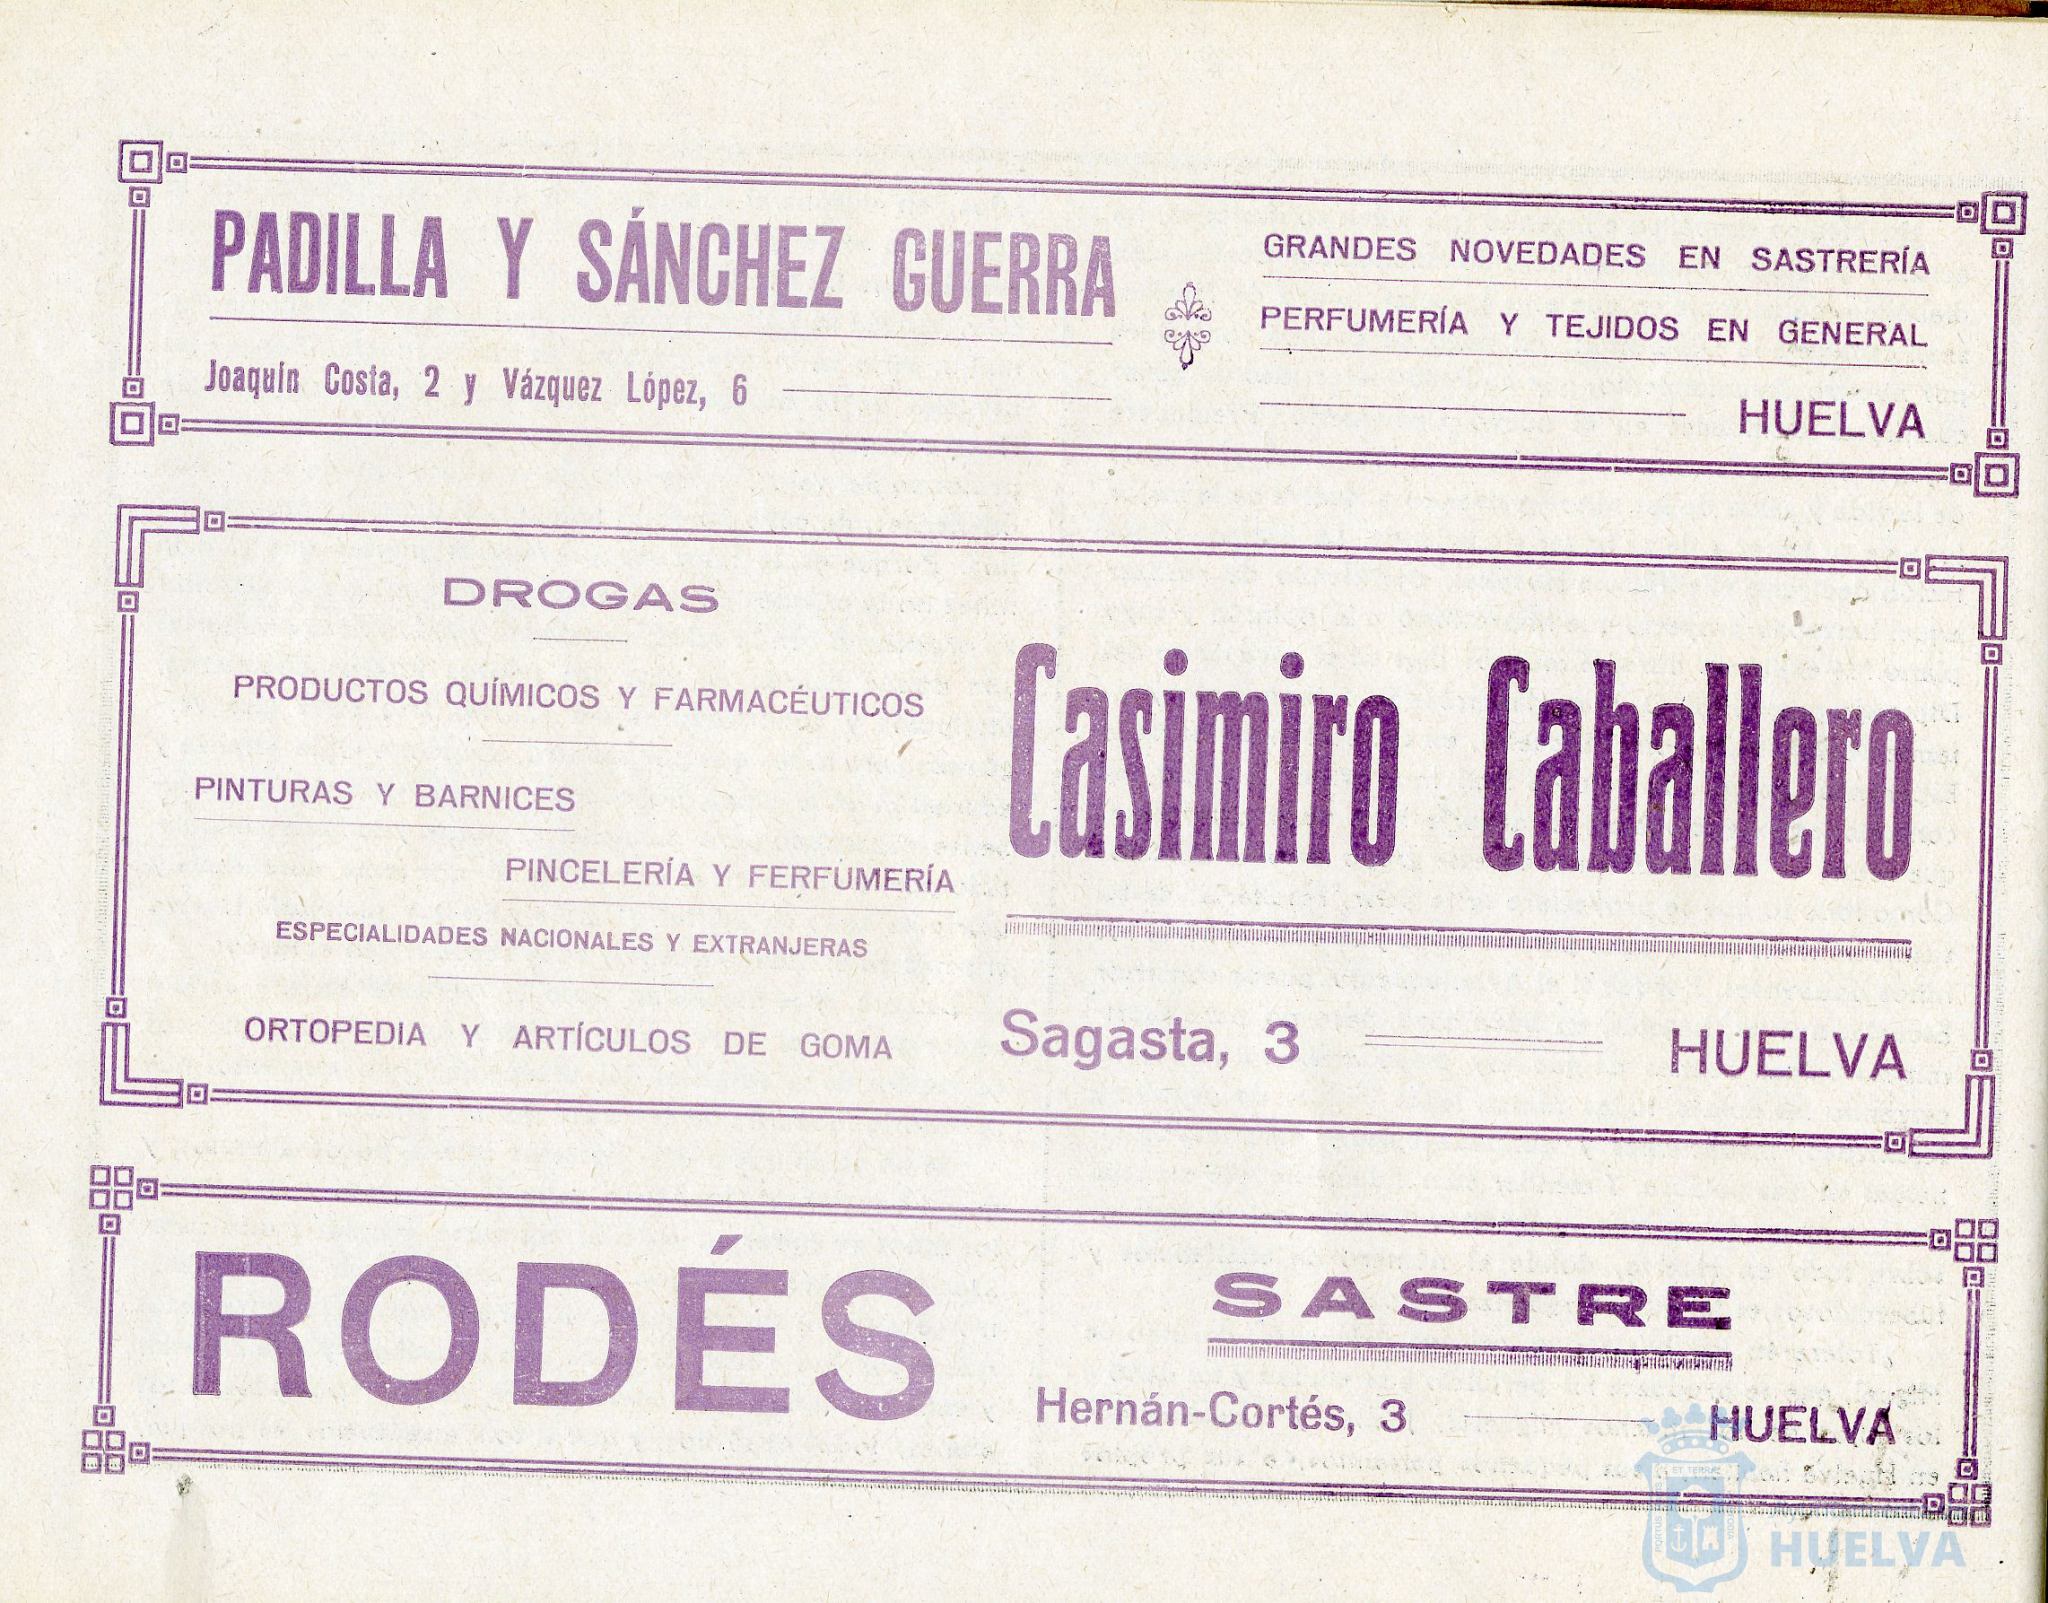 PADILLA Y SÁNCHEZ GUERRA
Joaquín Costa, 2 y Vázquez López, 6
GRANDES NOVEDADES EN SASTRERÍA
PERFUMERÍA Y TEJIDOS EN GENERAL
HUELVA
DROGAS
PRODUCTOS QUÍMICOS Y FARMACÉUTICOS
PINTURAS Y BARNICES
PINCELERÍA Y FERFUMERÍA
ESPECIALIDADES NACIONALES Y EXTRANJERAS
ORTOPEDIA Y ARTÍCULOS DE GOMA
Casimiro Caballero
Sagasta, 3 HUELVA
RODÉS
SASTRE
Hernán-Cortés, 3 HUELVA
HUELVA